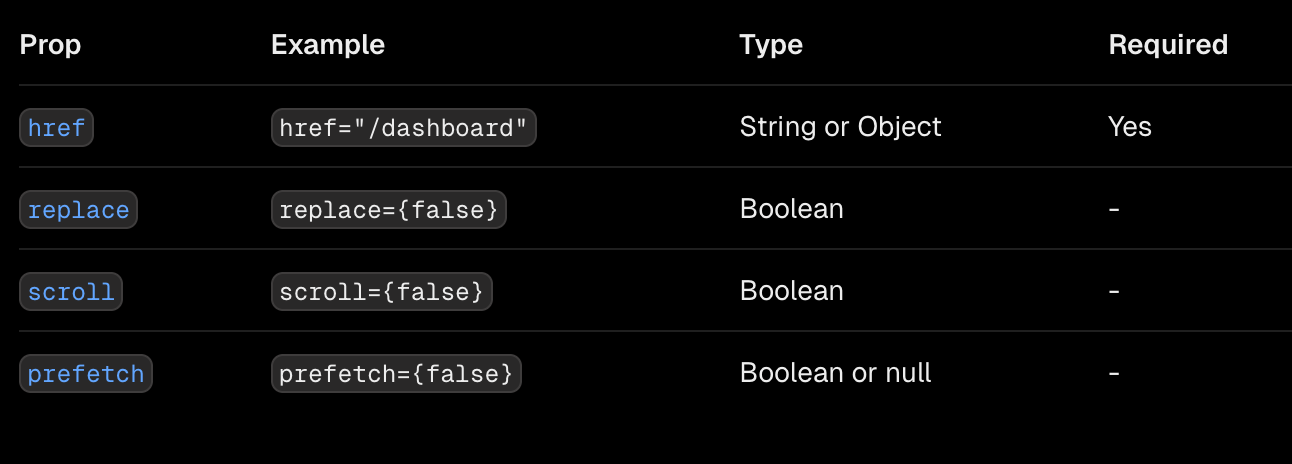 Prop Example Type Required
href href="/dashboard" String or Object Yes
replace replace={false} Boolean -
scroll scroll={false} Boolean -
prefetch prefetch={false} Boolean or null -